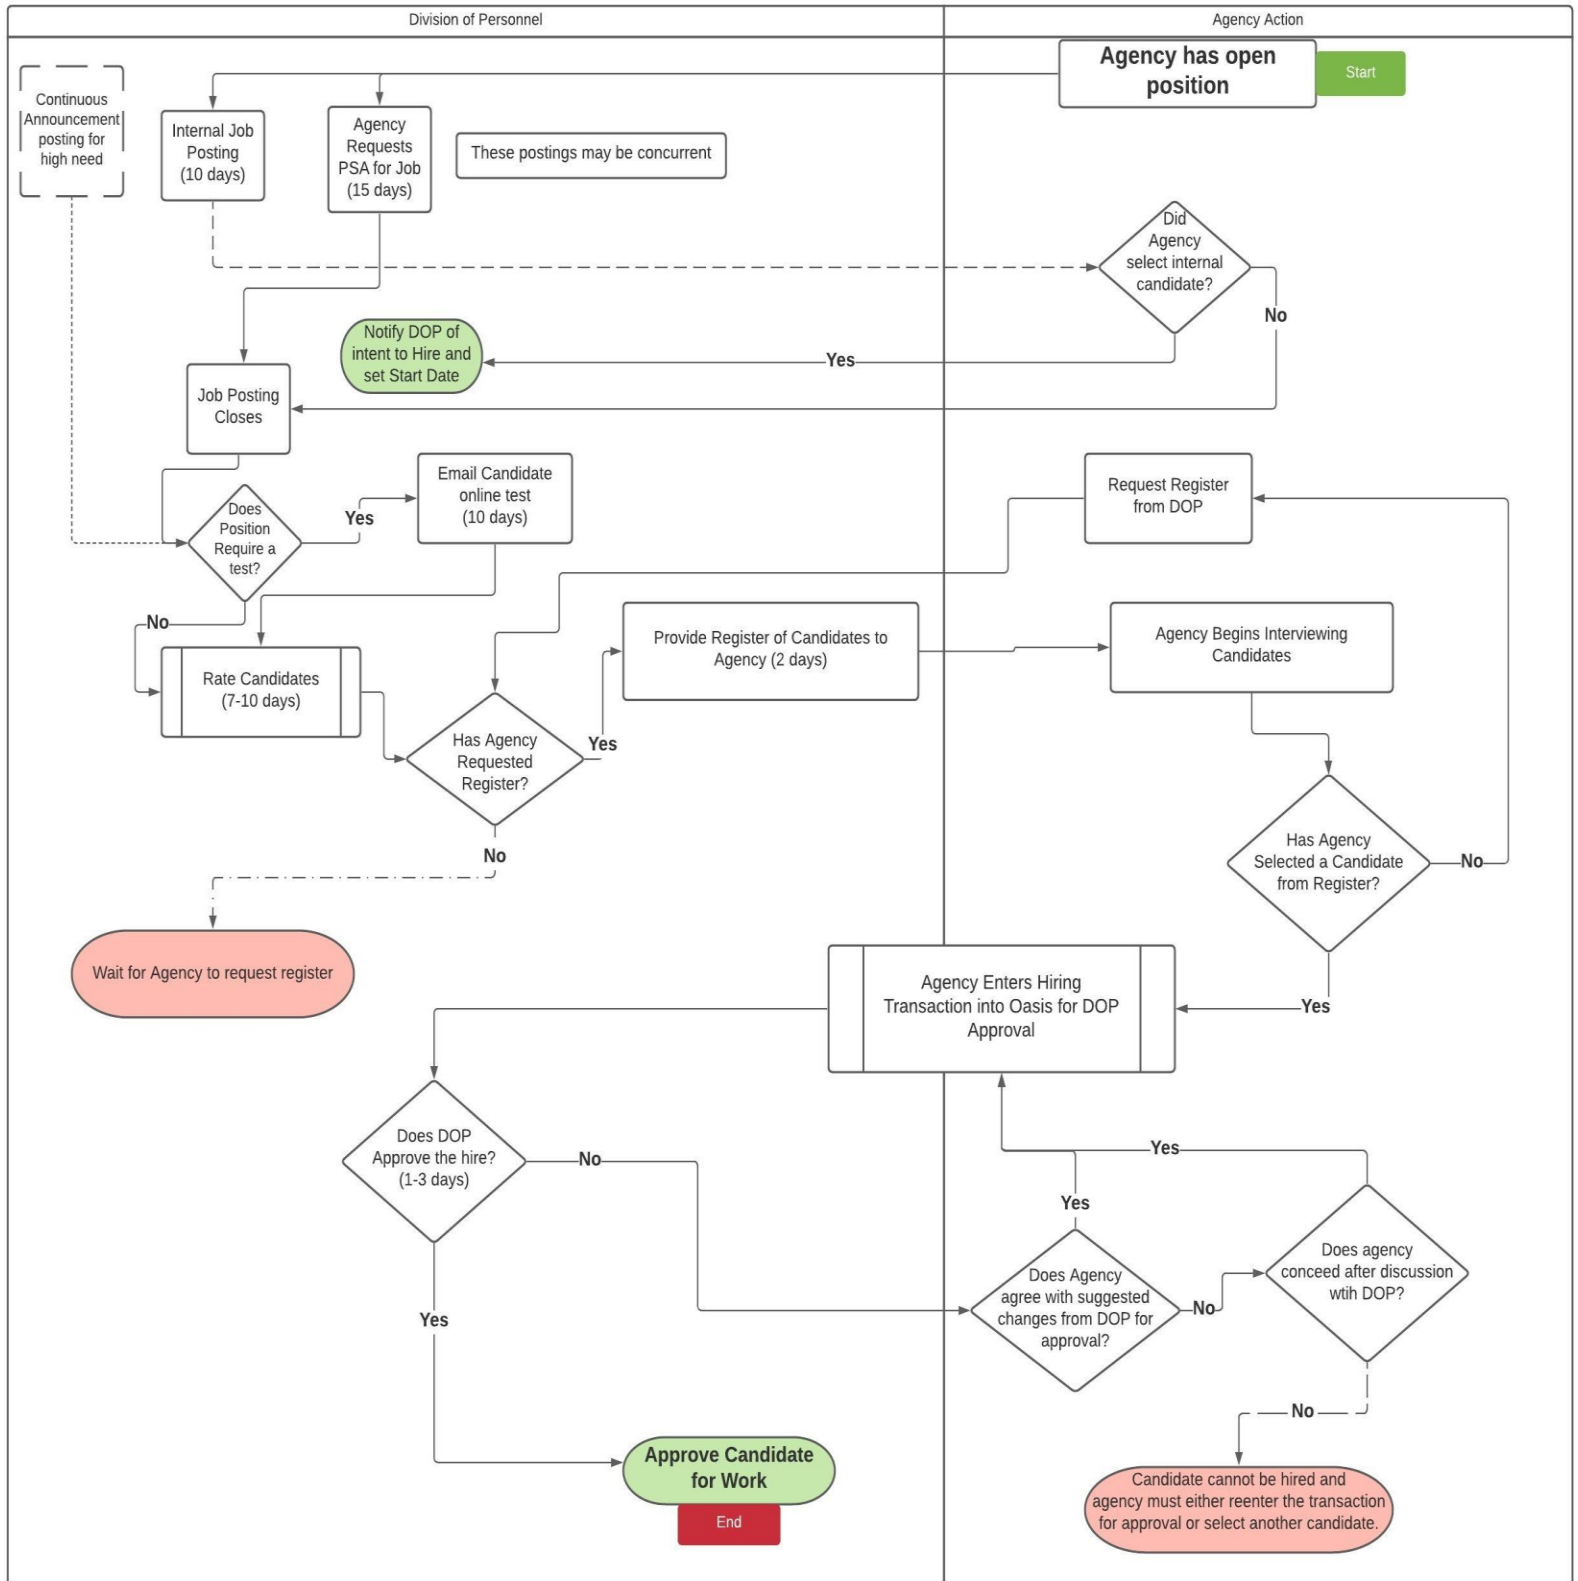 Division of Personnel
Agency Action
Agency has open
position
Start
Continuous
Announcement
posting for
high need
Internal Job
Posting
(10 days)
Agency
Requests
PSA for Job
(15 days)
These postings may be concurrent
Did
Agency
select internal
candidate?
No
Notify DOP of
intent to Hire and
set Start Date
Yes
Job Posting
Closes
Email Candidate
online test
(10 days)
Request Register
from DOP
Does
Position
Require a
test?
Yes
No
Rate Candidates
(7-10 days)
Provide Register of Candidates to
Agency (2 days)
Agency Begins Interviewing
Candidates
Has Agency
Requested
Register?
Yes
No
Has Agency
Selected a Candidate
from Register?
No
Wait for Agency to request register
Agency Enters Hiring
Transaction into Oasis for DOP
Approval
Yes
Does DOP
Approve the hire?
(1-3 days)
No
Yes
Yes
Yes
Does Agency
agree with suggested
changes from DOP for
approval?
No
Does agency
conceed after discussion
wtih DOP?
No
Approve Candidate
for Work
End
Candidate cannot be hired and
agency must either reenter the transaction
for approval or select another candidate.